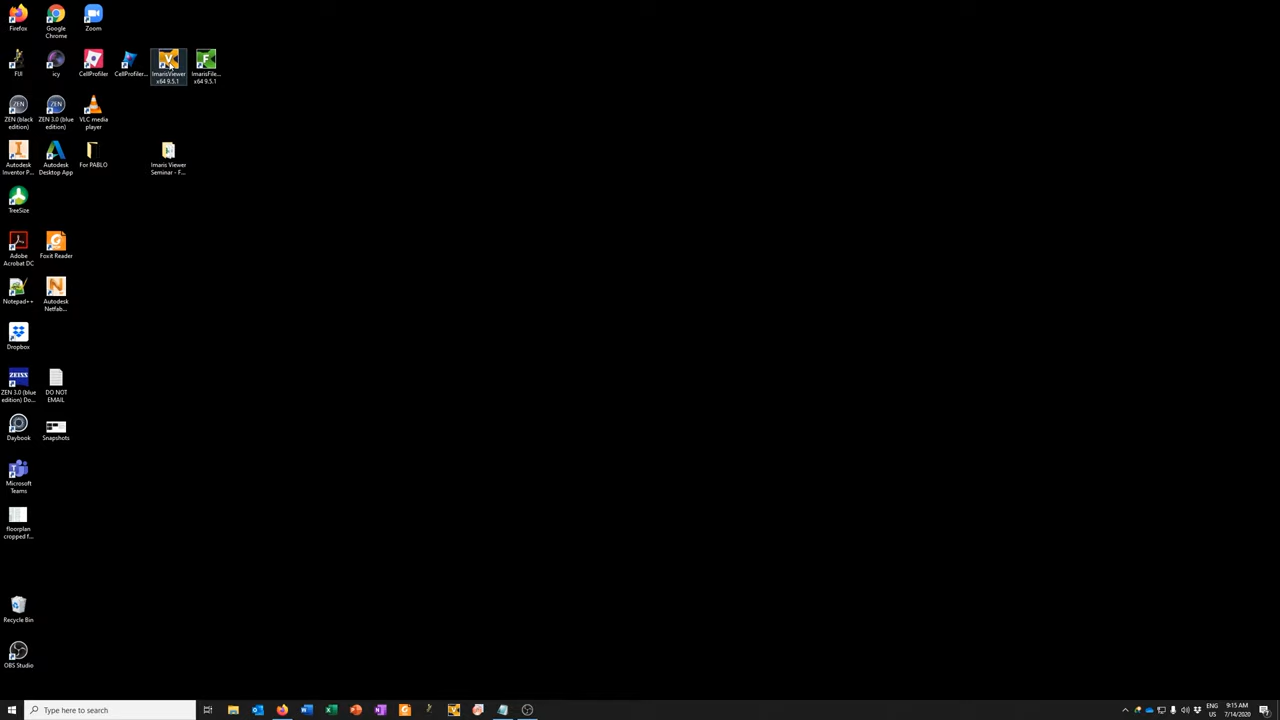 Firefox
Google
Chrome
Zoom
FIJI
icy
CellProfiler
CellProfiler...
V
ImarisViewer
x64 9.5.1
F
ImarisFile...
x64 9.5.1
ZEN
ZEN (black
edition)
ZEN
ZEN 3.0 (blue
edition)
VLC media
player
Autodesk
Inventor P...
Autodesk
Desktop App
For PABLO
Imaris Viewer
Seminar - F...
TreeSize
Adobe
Acrobat DC
Foxit Reader
Notepad++
Autodesk
Netfab...
Dropbox
ZEISS
ZEN 3.0 (blue
edition) Do...
DO NOT
EMAIL
Daybook
Snapshots
Microsoft
Teams
floorplan
cropped f...
Recycle Bin
OBS Studio
Type here to search
ENG
US
9:15 AM
7/14/2020